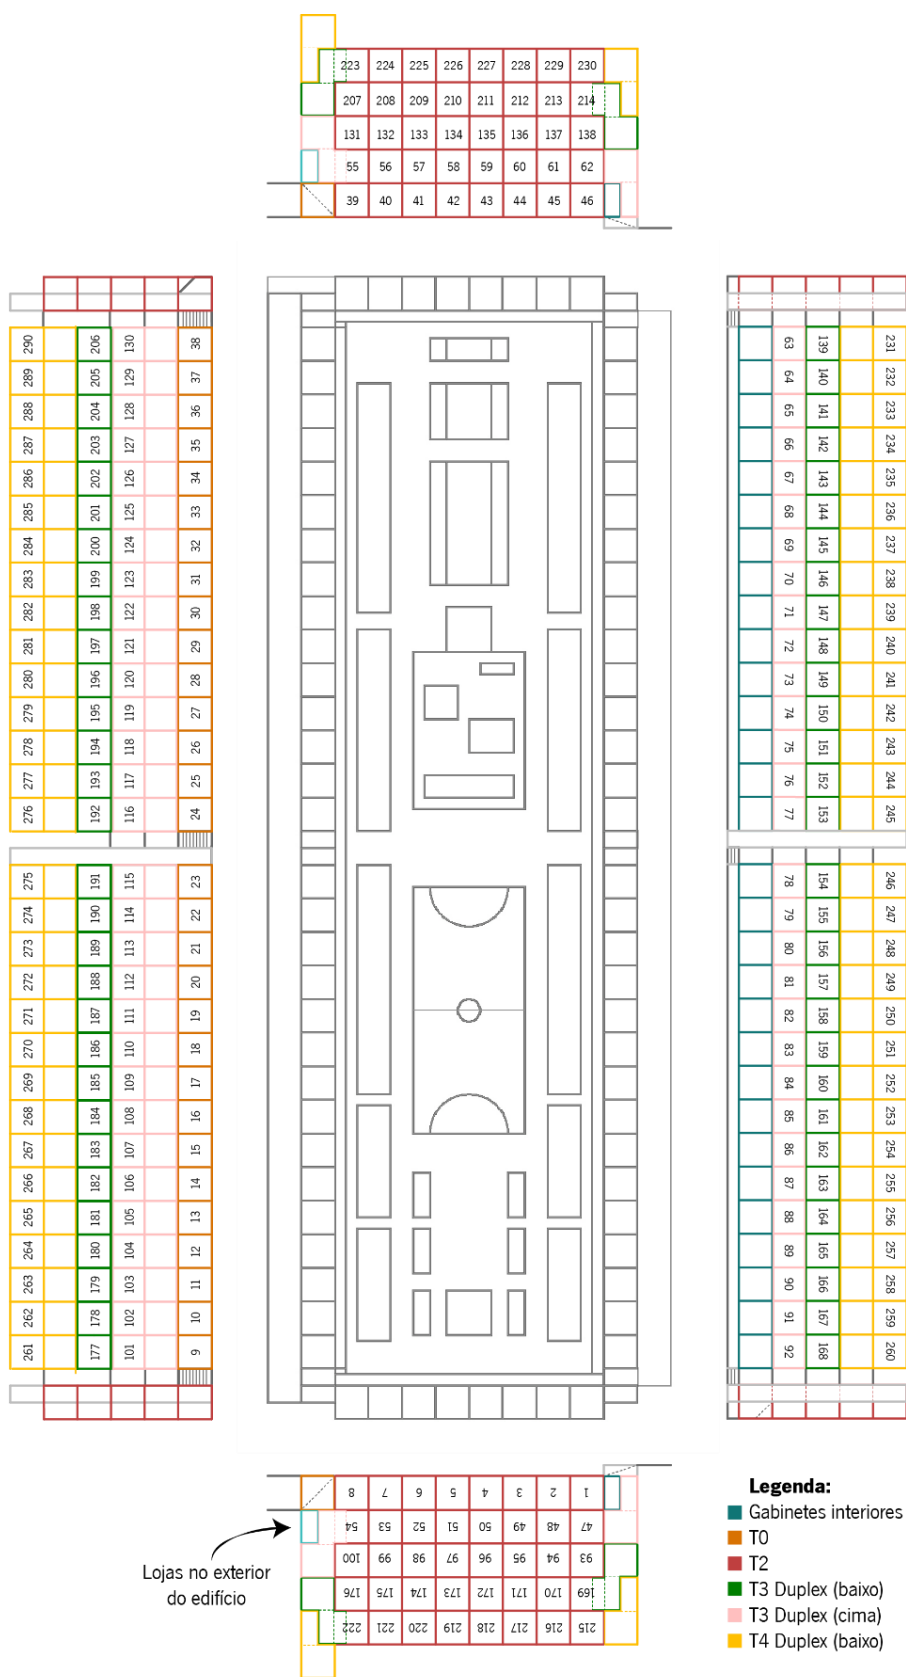 223 224 225 226 227 228 229 230
207 208 209 210 211 212 213 214
131 132 133 134 135 136 137 138
55 56 57 58 59 60 61 62
39 40 41 42 43 44 45 46
290 206 130 38
289 205 129 37
288 204 128 36
287 203 127 35
286 202 126 34
285 201 125 33
284 200 124 32
283 199 123 31
282 198 122 30
281 197 121 29
280 196 120 28
279 195 119 27
278 194 118 26
277 193 117 25
276 192 116 24
275 191 115 23
274 190 114 22
273 189 113 21
272 188 112 20
271 187 111 19
270 186 110 18
269 185 109 17
268 184 108 16
267 183 107 15
266 182 106 14
265 181 105 13
264 180 104 12
263 179 103 11
262 178 102 10
261 177 101 9
63 139 231
64 140 232
65 141 233
66 142 234
67 143 235
68 144 236
69 145 237
70 146 238
71 147 239
72 148 240
73 149 241
74 150 242
75 151 243
76 152 244
77 153 245
78 154 246
79 155 247
80 156 248
81 157 249
82 158 250
83 159 251
84 160 252
85 161 253
86 162 254
87 163 255
88 164 256
89 165 257
90 166 258
91 167 259
92 168 260
8 7 6 5 4 3 2 1
54 53 52 51 50 49 48 47
100 99 98 97 96 95 94 93
176 175 174 173 172 171 170 169
222 221 220 219 218 217 216 215
Lojas no exterior
do edifício
Legenda:
Gabinetes interiores
T0
T2
T3 Duplex (baixo)
T3 Duplex (cima)
T4 Duplex (baixo)